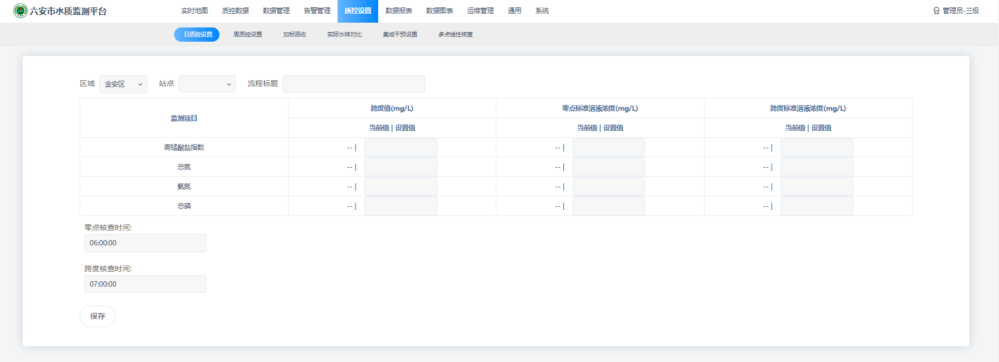 六安市水质监测平台 实时地图 质控数据 数据管理 告警管理 质控设置 数据报表 数据图表 运维管理 通用 系统 管理员-三级
日质控设置 周质控设置 加标回收 实际水样对比 集成干预设置 多点线性核查
区域 金安区 站点 流程标题
监测项目 跨度值(mg/L) 零点标准溶液浓度(mg/L) 跨度标准溶液浓度(mg/L)
当前值 | 设置值 当前值 | 设置值 当前值 | 设置值
高锰酸盐指数 -- | -- | -- |
总氮 -- | -- | -- |
氨氮 -- | -- | -- |
总磷 -- | -- | -- |
零点核查时间:
06:00:00
跨度核查时间:
07:00:00
保存